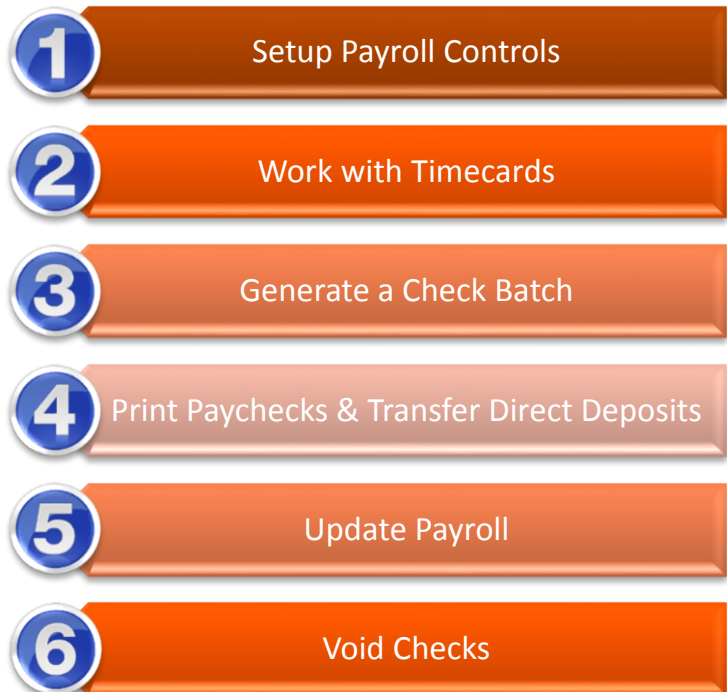 1 Setup Payroll Controls
2 Work with Timecards
3 Generate a Check Batch
4 Print Paychecks & Transfer Direct Deposits
5 Update Payroll
6 Void Checks